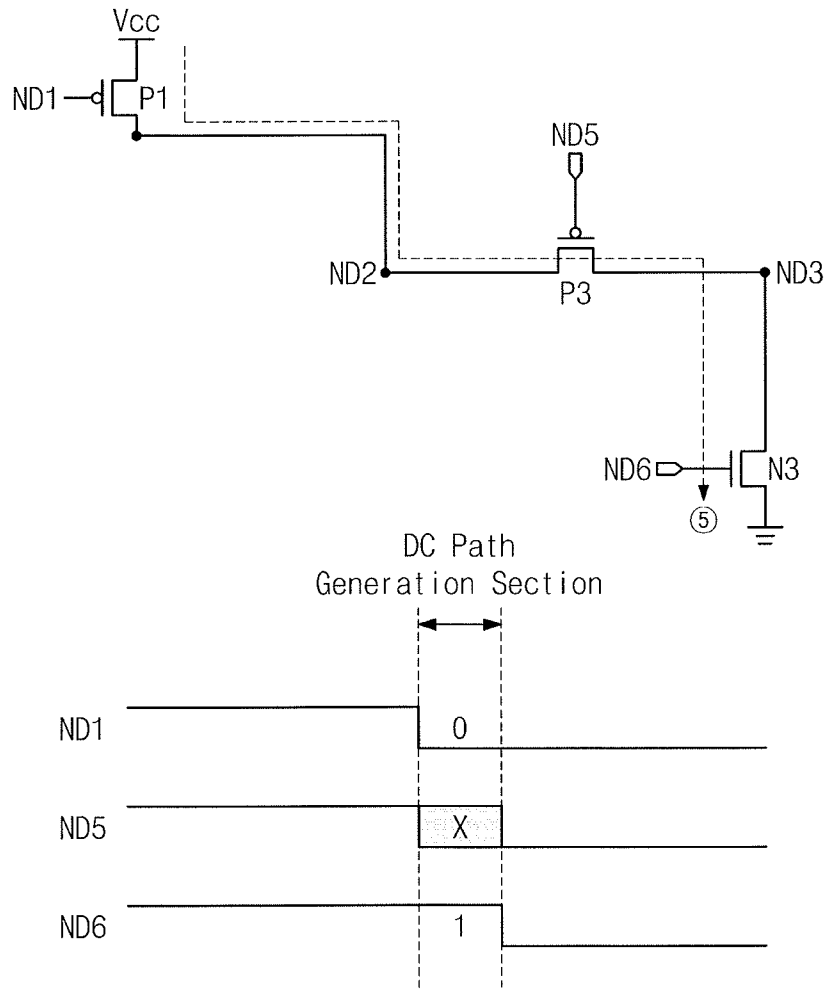 Vcc
ND1
P1
ND5
ND2
P3
ND3
ND6
N3
⑤
DC Path
Generation Section
ND1
0
ND5
X
ND6
1